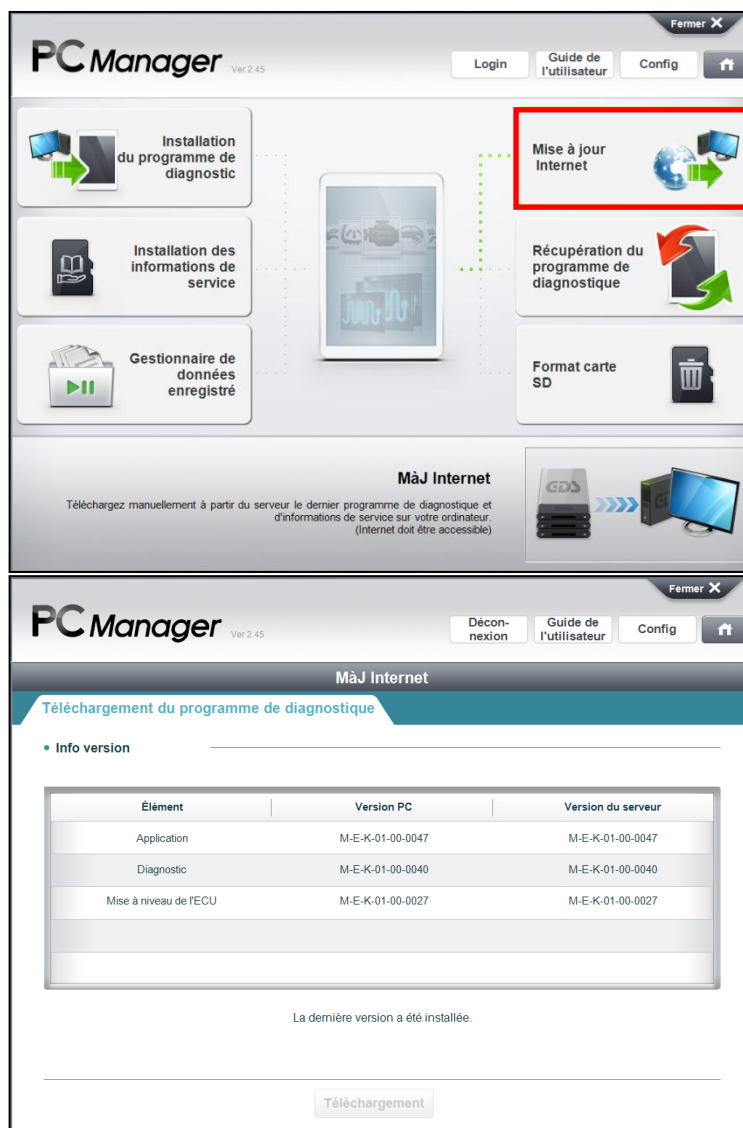 Fermer X
PC Manager Ver 2.45
Login
Guide de
l'utilisateur
Config
Installation
du programme de
diagnostic
Mise à jour
Internet
Installation des
informations de
service
Récupération du
programme de
diagnostique
Gestionnaire de
données
enregistré
Format carte
SD
MàJ Internet
Téléchargez manuellement à partir du serveur le dernier programme de diagnostique et
d'informations de service sur votre ordinateur.
(Internet doit être accessible)
GDS
Fermer X
PC Manager Ver 2.45
Décon-
nexion
Guide de
l'utilisateur
Config
MàJ Internet
Téléchargement du programme de diagnostique
• Info version
Élément Version PC Version du serveur
Application M-E-K-01-00-0047 M-E-K-01-00-0047
Diagnostic M-E-K-01-00-0040 M-E-K-01-00-0040
Mise à niveau de l'ECU M-E-K-01-00-0027 M-E-K-01-00-0027
La dernière version a été installée.
Téléchargement